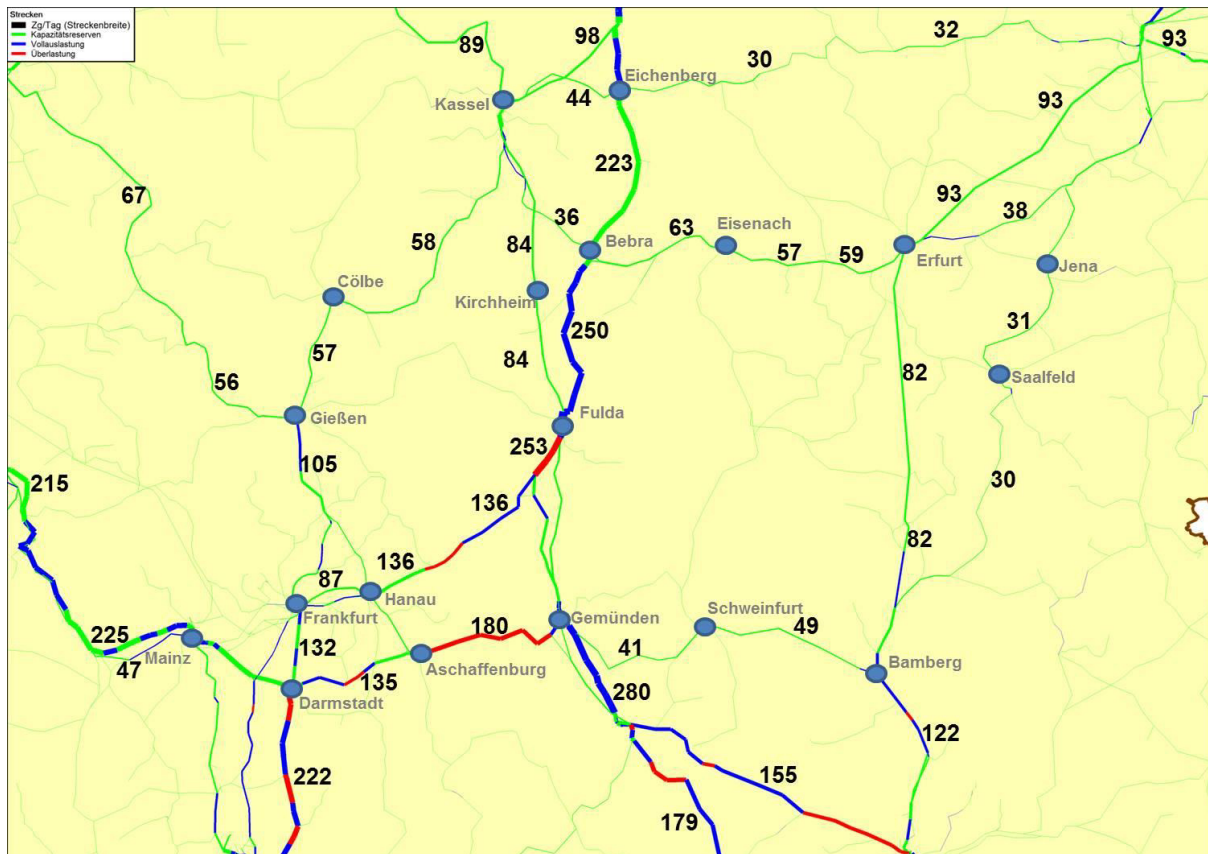 Strecken
Zg/Tag (Streckenbreite)
Kapazitätsreserven
Vollauslastung
Überlastung
89
98
32
93
30
Eichenberg
93
Kassel
44
223
67
93
36
38
63
Eisenach
58
84
Bebra
57
59
Erfurt
Jena
Cölbe
Kirchheim
31
250
57
84
82
56
Saalfeld
Gießen
Fulda
253
105
30
215
136
82
136
87
Hanau
Frankfurt
Gemünden
Schweinfurt
180
49
225
132
41
47
Mainz
Aschaffenburg
Bamberg
135
280
Darmstadt
122
222
155
179